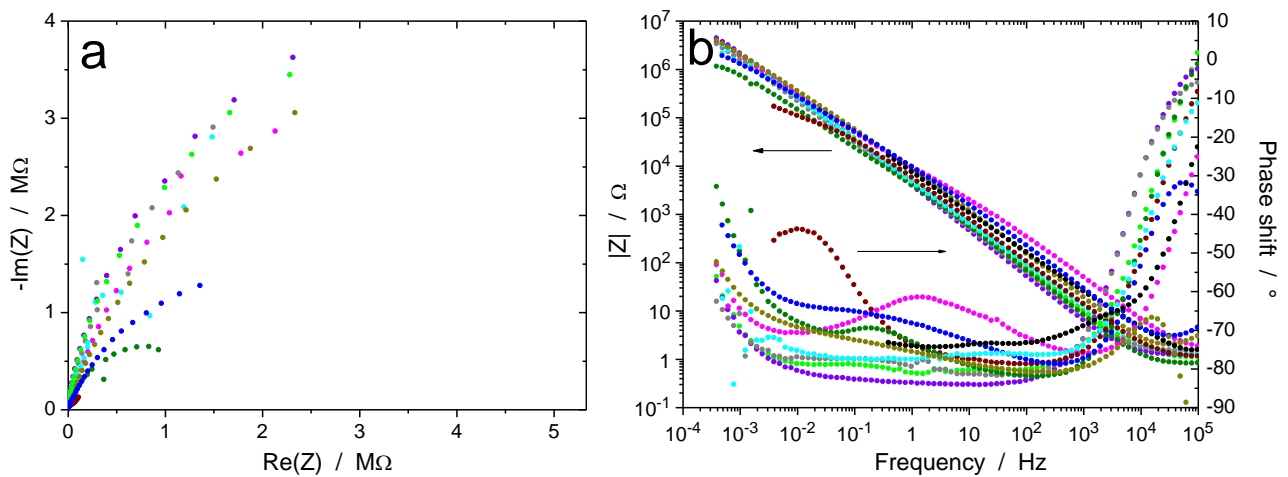 a
4
3
2
1
0
-Im(Z) / MΩ
0 1 2 3 4 5
Re(Z) / MΩ
b
10^7
10^6
10^5
10^4
10^3
10^2
10^1
1
10^-1
|Z| / Ω
10^-4 10^-3 10^-2 10^-1 1 10^1 10^2 10^3 10^4 10^5
Frequency / Hz
10
0
-10
-20
-30
-40
-50
-60
-70
-80
-90
Phase shift / °